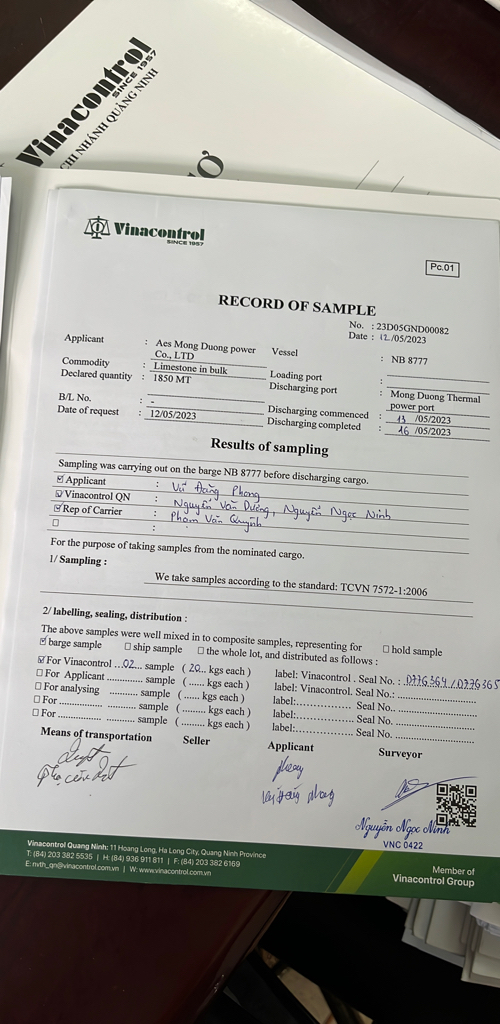 Vinacontrol
SINCE 1957
CHI NHÁNH QUẢNG NINH
Vinacontrol
SINCE 1957
Pc.01
RECORD OF SAMPLE
No. : 23D05GND00082
Date : 12/05/2023
Applicant : Aes Mong Duong power Co., LTD
Vessel : NB 8777
Commodity : Limestone in bulk
Loading port :
Declared quantity : 1850 MT
Discharging port : Mong Duong Thermal power port
B/L No. : -
Discharging commenced : 13 /05/2023
Date of request : 12/05/2023
Discharging completed : 16 /05/2023
Results of sampling
Sampling was carrying out on the barge NB 8777 before discharging cargo.
☑ Applicant : Vũ Đăng Phong
☑ Vinacontrol QN : Nguyễn Văn Dương, Nguyễn Ngọc Ninh
☑ Rep of Carrier : Phạm Văn Quỳnh
☐ :
For the purpose of taking samples from the nominated cargo.
1/ Sampling :
We take samples according to the standard: TCVN 7572-1:2006
2/ labelling, sealing, distribution :
The above samples were well mixed in to composite samples, representing for ☐ hold sample
☑ barge sample ☐ ship sample ☐ the whole lot, and distributed as follows :
☑ For Vinacontrol ...02... sample ( 20... kgs each ) label: Vinacontrol . Seal No. : 077G364 / 077G365
☐ For Applicant ............ sample ( ...... kgs each ) label: Vinacontrol. Seal No.: ........................
☐ For analysing .......... sample ( ........ kgs each) label:................. Seal No..........................
☐ For .................... sample ( ........ kgs each ) label:................. Seal No. .........................
☐ For..................... sample ( ........ kgs each ) label:................. Seal No. .........................
Means of transportation Seller Applicant Surveyor
Phong
Nguyễn Ngọc Ninh
VNC 0422
Vinacontrol Quang Ninh: 11 Hoang Long, Ha Long City, Quang Ninh Province
T: (84) 203 382 5535 | H: (84) 936 911 811 | F: (84) 203 382 6169
E: nvth_qn@vinacontrol.com.vn | W: www.vinacontrol.com.vn
Member of
Vinacontrol Group